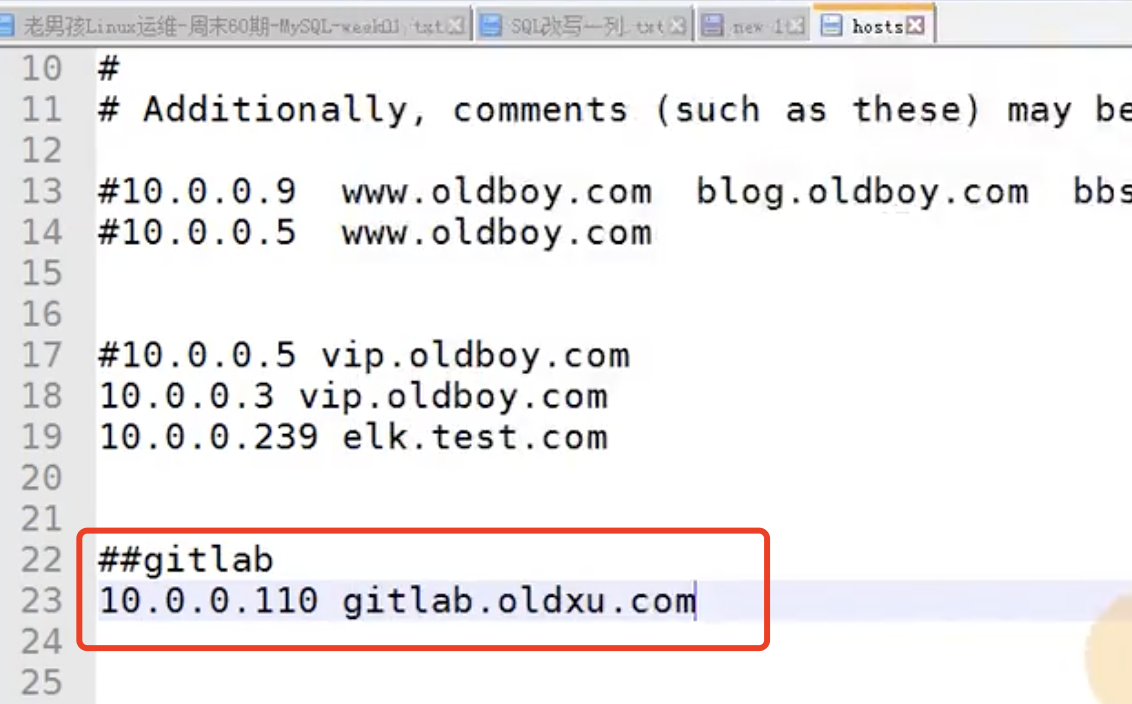 老男孩Linux运维-周末60期-MySQL-week01.txt
SQL改写一列.txt
new 1
hosts
10 #
11 # Additionally, comments (such as these) may be
12
13 #10.0.0.9  www.oldboy.com  blog.oldboy.com  bbs
14 #10.0.0.5  www.oldboy.com
15
16
17 #10.0.0.5 vip.oldboy.com
18 10.0.0.3 vip.oldboy.com
19 10.0.0.239 elk.test.com
20
21
22 ##gitlab
23 10.0.0.110 gitlab.oldxu.com
24
25